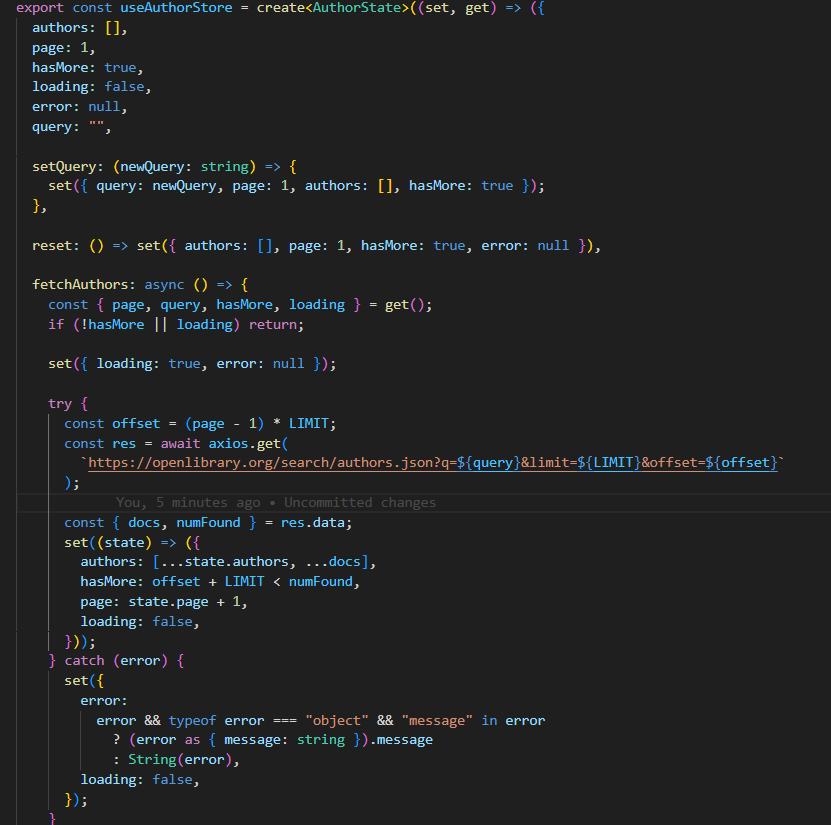 export const useAuthorStore = create<AuthorState>((set, get) => ({
authors: [],
page: 1,
hasMore: true,
loading: false,
error: null,
query: "",
setQuery: (newQuery: string) => {
set({ query: newQuery, page: 1, authors: [], hasMore: true });
},
reset: () => set({ authors: [], page: 1, hasMore: true, error: null }),
fetchAuthors: async () => {
const { page, query, hasMore, loading } = get();
if (!hasMore || loading) return;
set({ loading: true, error: null });
try {
const offset = (page - 1) * LIMIT;
const res = await axios.get(
`https://openlibrary.org/search/authors.json?q=${query}&limit=${LIMIT}&offset=${offset}`
);
You, 5 minutes ago • Uncommitted changes
const { docs, numFound } = res.data;
set((state) => ({
authors: [...state.authors, ...docs],
hasMore: offset + LIMIT < numFound,
page: state.page + 1,
loading: false,
}));
} catch (error) {
set({
error:
error && typeof error === "object" && "message" in error
? (error as { message: string }).message
: String(error),
loading: false,
});
}